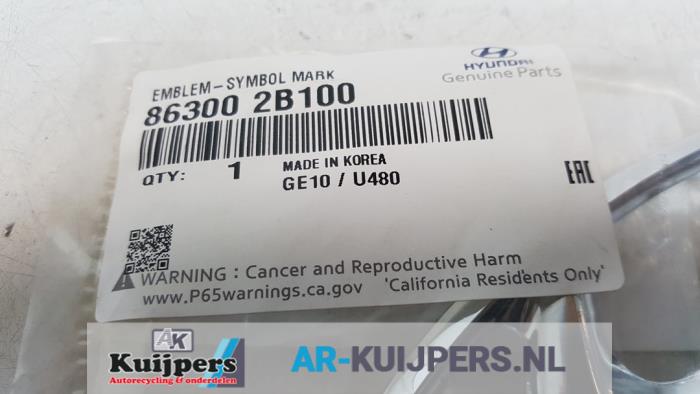 EMBLEM-SYMBOL MARK
86300 2B100
HYUNDAI
Genuine Parts
QTY: 1
MADE IN KOREA
GE10 / U480
EAC
WARNING : Cancer and Reproductive Harm
www.P65warnings.ca.gov 'California Residents Only'
AK
Kuijpers
Autorecycling & onderdelen
AR-KUIJPERS.NL